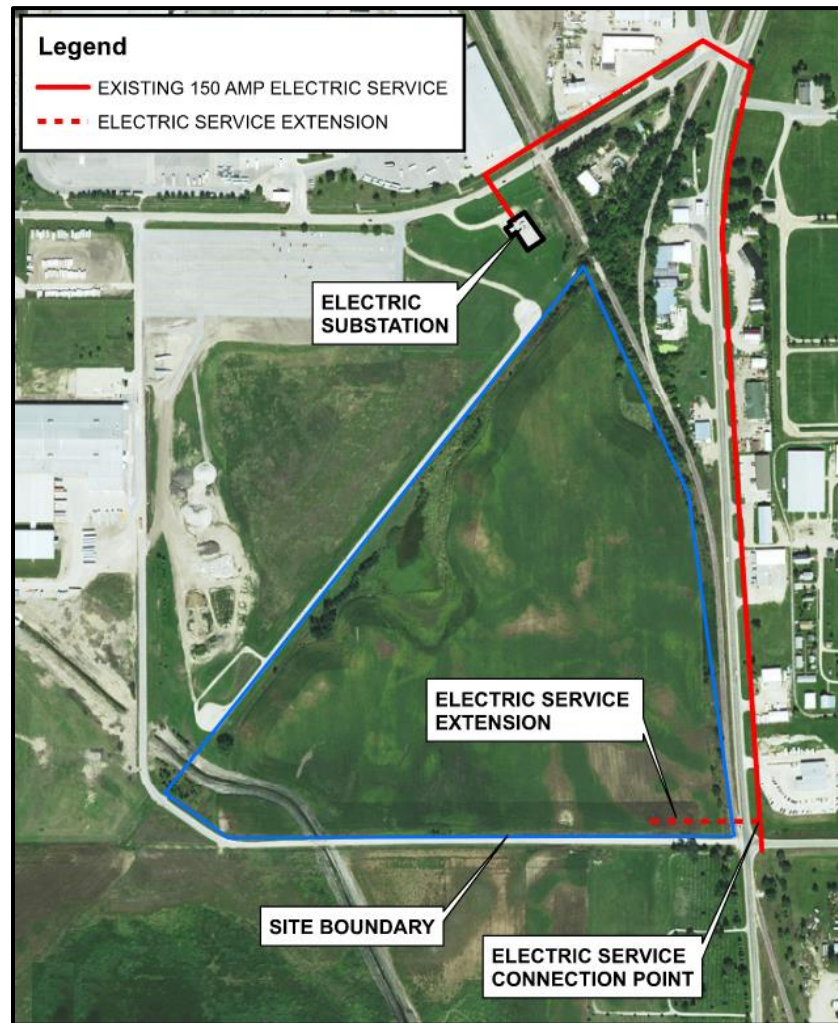 Legend
EXISTING 150 AMP ELECTRIC SERVICE
ELECTRIC SERVICE EXTENSION
ELECTRIC
SUBSTATION
ELECTRIC SERVICE
EXTENSION
SITE BOUNDARY
ELECTRIC SERVICE
CONNECTION POINT